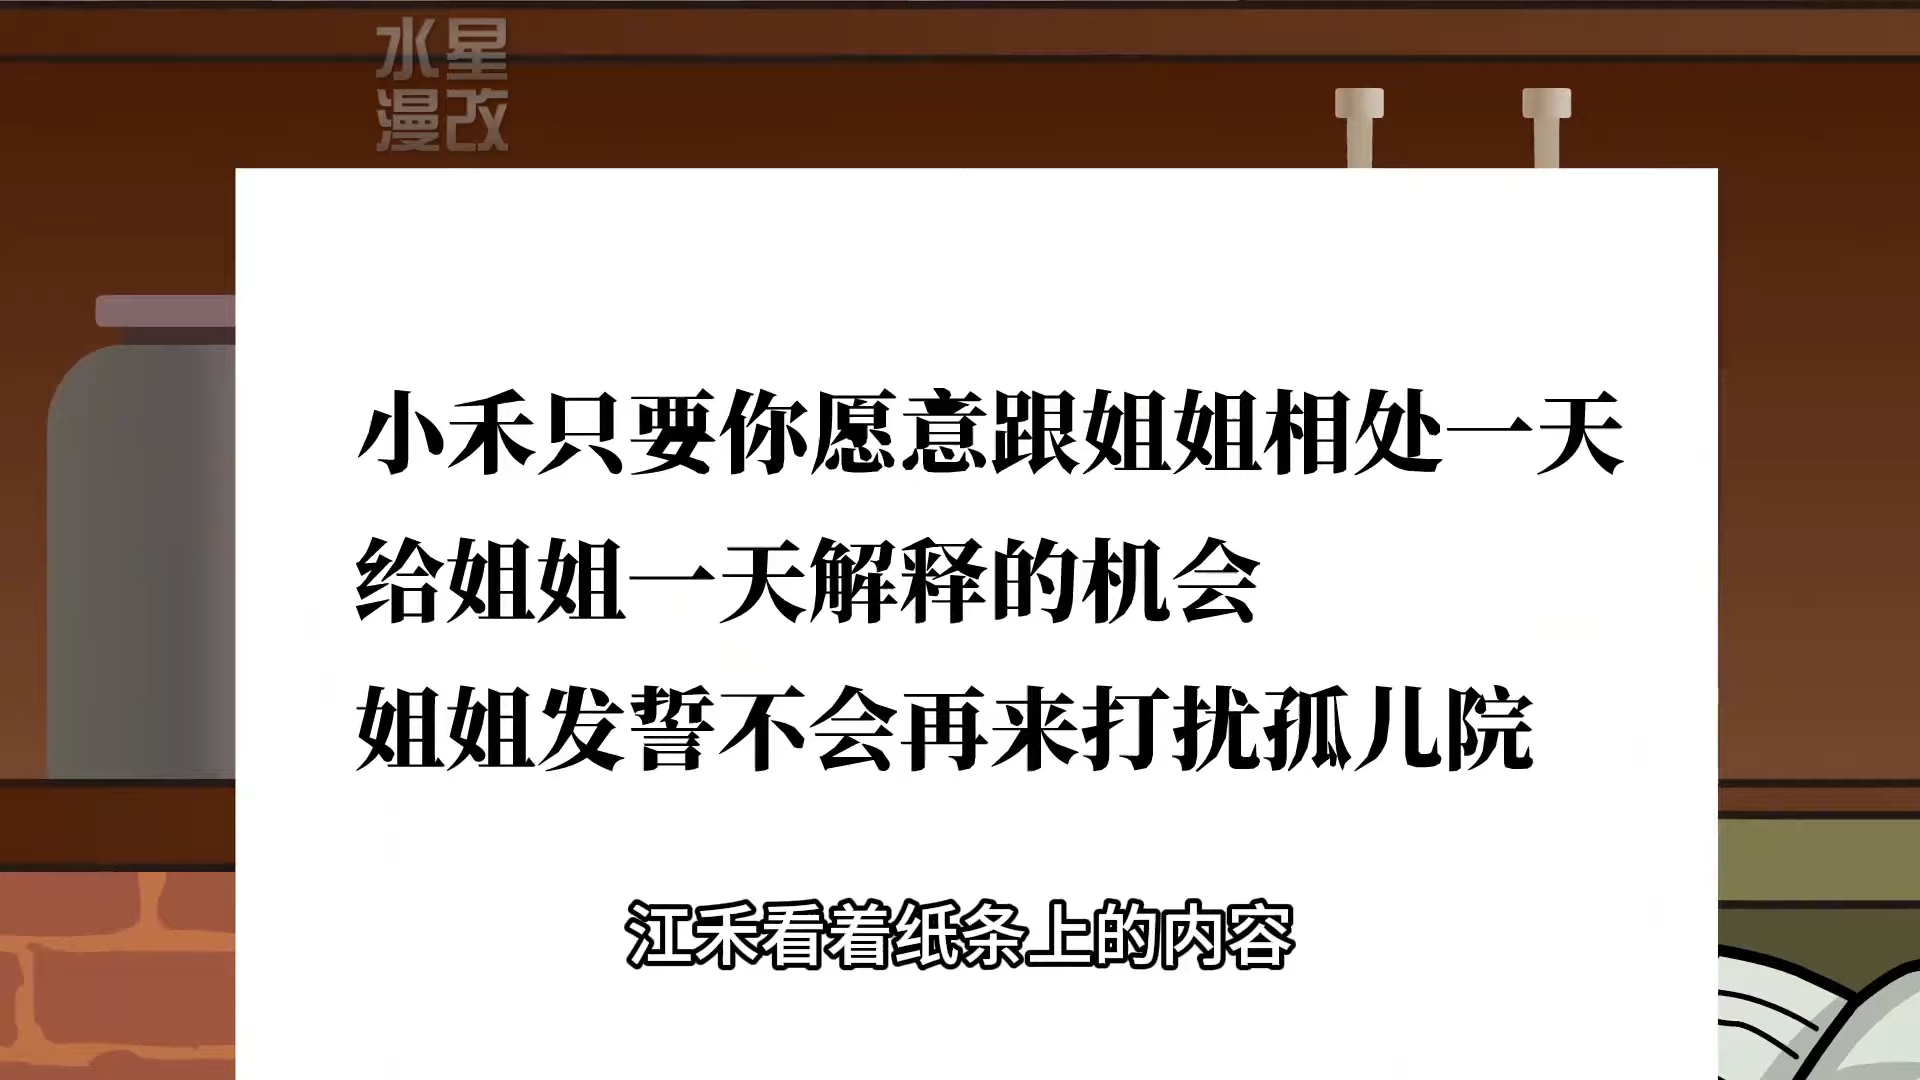 水星
漫改
小禾只要你愿意跟姐姐相处一天
给姐姐一天解释的机会
姐姐发誓不会再来打扰孤儿院
江禾看着纸条上的内容